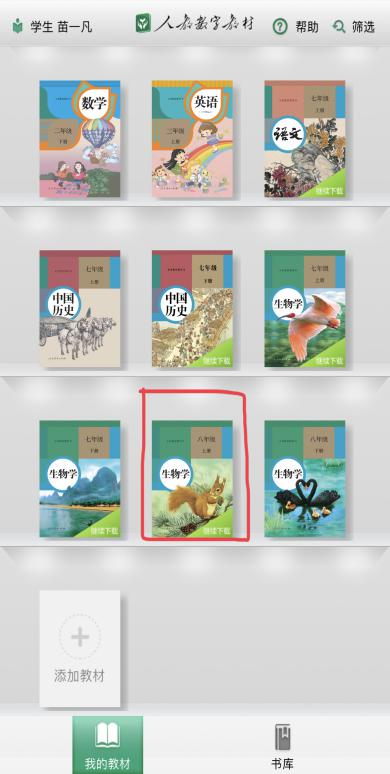 学生 苗一凡
人教数字教材
帮助
筛选
数学
二年级
下册
英语
三年级
上册
七年级
上册
语文
继续下载
七年级
上册
中国
历史
七年级
下册
中国
历史
继续下载
七年级
上册
生物学
继续下载
七年级
下册
生物学
继续下载
八年级
上册
生物学
继续下载
八年级
下册
生物学
添加教材
我的教材
书库